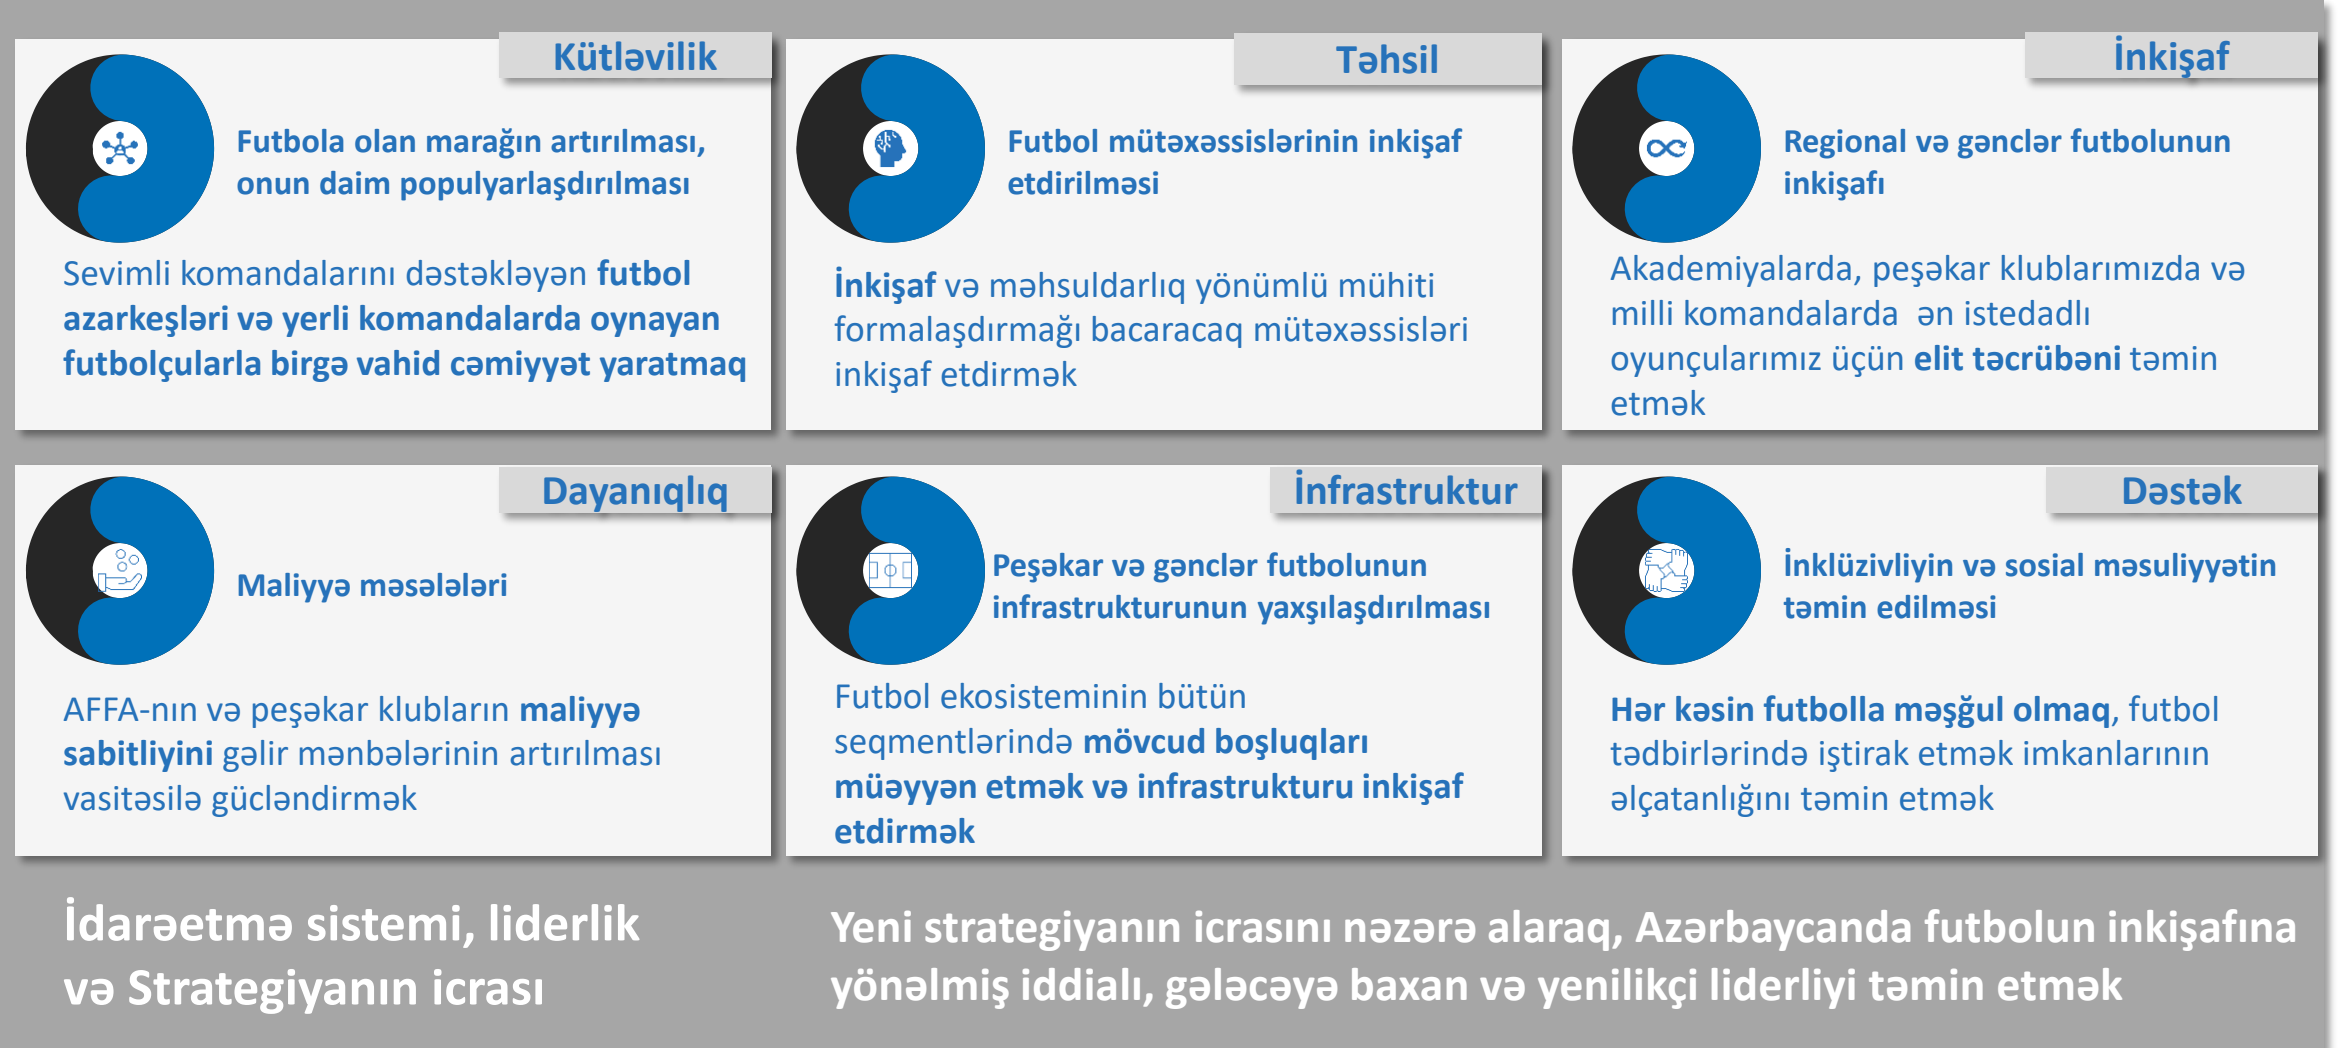 Kütləvilik
Futbola olan marağın artırılması,
onun daim populyarlaşdırılması
Sevimli komandalarını dəstəkləyən futbol
azarkeşləri və yerli komandalarda oynayan
futbolçularla birgə vahid cəmiyyət yaratmaq
Təhsil
Futbol mütəxəssislərinin inkişaf
etdirilməsi
İnkişaf və məhsuldarlıq yönümlü mühiti
formalaşdırmağı bacaracaq mütəxəssisləri
inkişaf etdirmək
İnkişaf
Regional və gənclər futbolunun
inkişafı
Akademiyalarda, peşəkar klublarımızda və
milli komandalarda ən istedadlı
oyunçularımız üçün elit təcrübəni təmin
etmək
Dayanıqlıq
Maliyyə məsələləri
AFFA-nın və peşəkar klubların maliyyə
sabitliyini gəlir mənbələrinin artırılması
vasitəsilə gücləndirmək
İnfrastruktur
Peşəkar və gənclər futbolunun
infrastrukturunun yaxşılaşdırılması
Futbol ekosisteminin bütün
seqmentlərində mövcud boşluqları
müəyyən etmək və infrastrukturu inkişaf
etdirmək
Dəstək
İnklüzivliyin və sosial məsuliyyətin
təmin edilməsi
Hər kəsin futbolla məşğul olmaq, futbol
tədbirlərində iştirak etmək imkanlarının
əlçatanlığını təmin etmək
İdarəetmə sistemi, liderlik
və Strategiyanın icrası
Yeni strategiyanın icrasını nəzərə alaraq, Azərbaycanda futbolun inkişafına
yönəlmiş iddialı, gələcəyə baxan və yenilikçi liderliyi təmin etmək